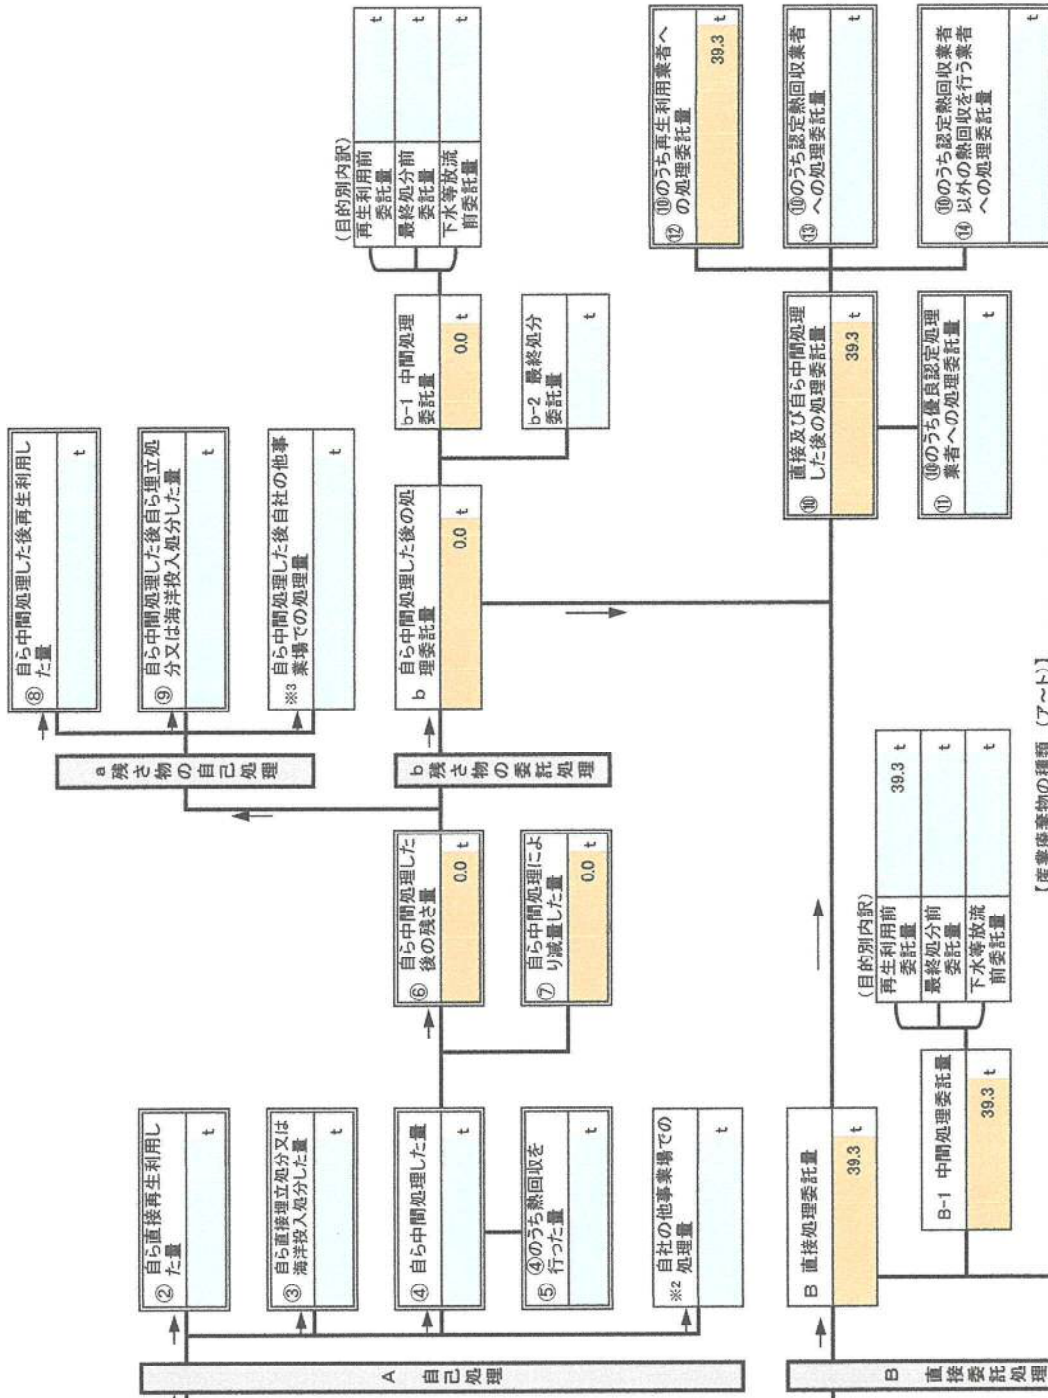 A 自己処理
② 自ら直接再生利用し
た量
t
③ 自ら直接埋立処分又は
海洋投入処分した量
t
④ 自ら中間処理した量
t
⑤ ④のうち熱回収を
行った量
t
※2 自社の他事業場での
処理量
t
⑥ 自ら中間処理した
後の残さ量
0.0 t
⑦ 自ら中間処理によ
り減量した量
0.0 t
a 残さ物の自己処理
⑧ 自ら中間処理した後再生利用し
た量
t
⑨ 自ら中間処理した後自ら埋立処
分又は海洋投入処分した量
t
※3 自ら中間処理した後自社の他事
業場での処理量
t
b 残さ物の委託処理
b 自ら中間処理した後の処
理委託量
0.0 t
b-1 中間処理
委託量
0.0 t
(目的別内訳)
再生利用前
委託量
t
最終処分前
委託量
t
下水等放流
前委託量
t
b-2 最終処分
委託量
t
B 直接委託処理
B 直接処理委託量
39.3 t
B-1 中間処理委託量
39.3 t
(目的別内訳)
再生利用前
委託量
39.3 t
最終処分前
委託量
t
下水等放流
前委託量
t
⑩ 直接及び自ら中間処理
した後の処理委託量
39.3 t
⑪ ⑩のうち優良認定処理
業者への処理委託量
t
⑫ ⑩のうち再生利用業者へ
の処理委託量
39.3 t
⑬ ⑩のうち認定熱回収業者
への処理委託量
t
⑭ ⑩のうち認定熱回収業者
以外の熱回収を行う業者
への処理委託量
t
【産業廃棄物の種類 (ア～ト)】